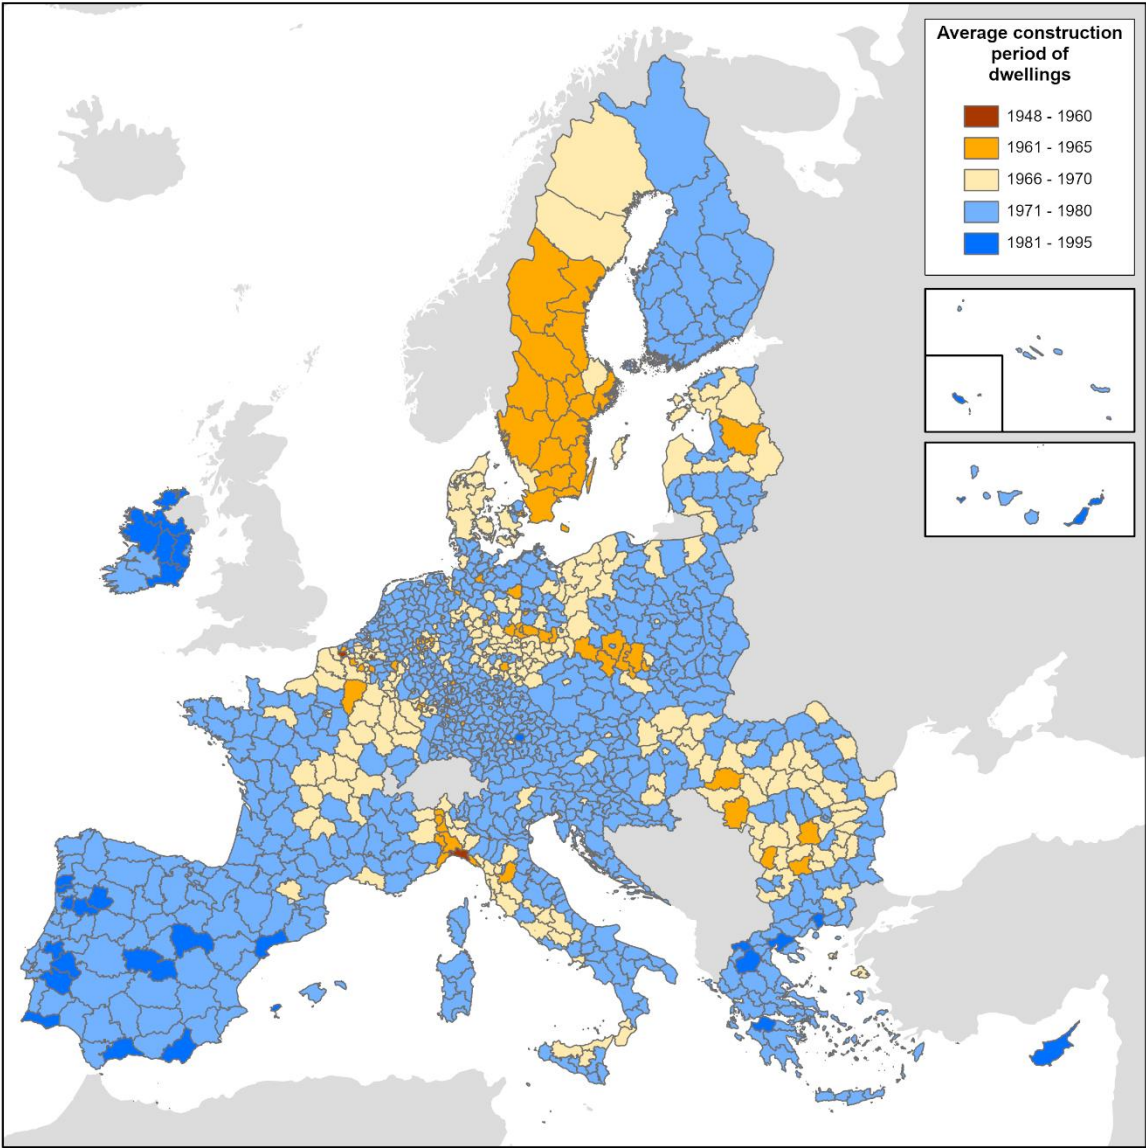 Average construction
period of
dwellings
1948 - 1960
1961 - 1965
1966 - 1970
1971 - 1980
1981 - 1995